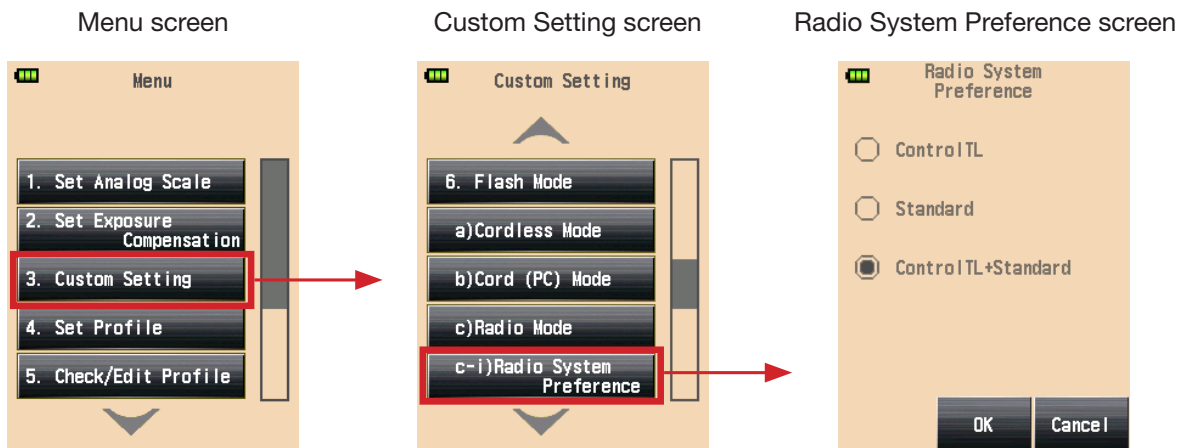 Menu screen
Custom Setting screen
Radio System Preference screen
Menu
1. Set Analog Scale
2. Set Exposure
Compensation
3. Custom Setting
4. Set Profile
5. Check/Edit Profile
Custom Setting
6. Flash Mode
a)Cordless Mode
b)Cord (PC) Mode
c)Radio Mode
c-i)Radio System
Preference
Radio System
Preference
ControlTL
Standard
ControlTL+Standard
OK
Cancel